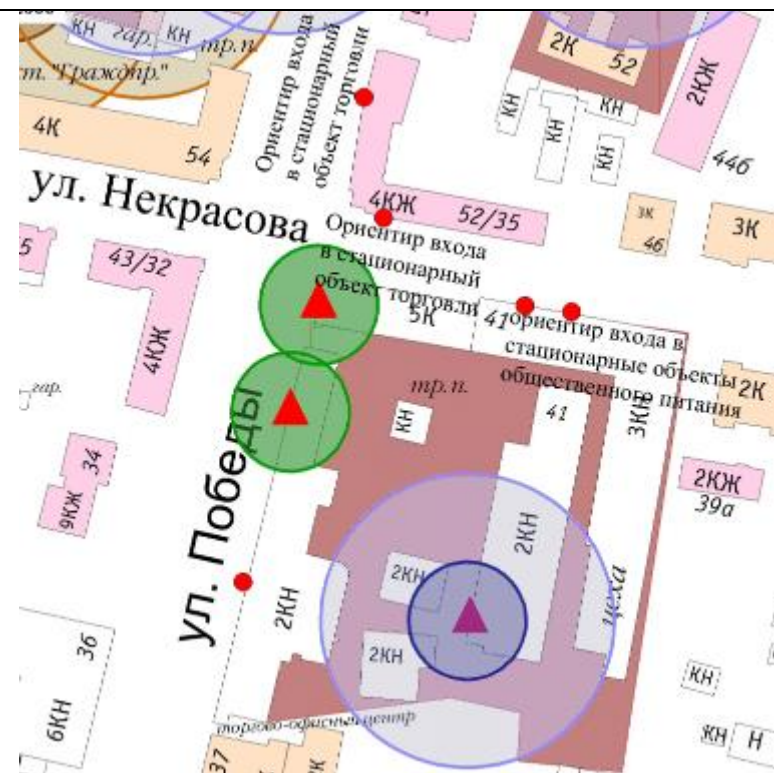 КН
гар.
КН
тр.п.
"Граждпр."
4К
54
Ориентир входа
в стационарный
объект торговли
2К
52
КН
КН
КН
КН
2КЖ
44б
ул. Некрасова
4КЖ
52/35
3К
46
3К
43/32
4КЖ
Ориентир входа
в стационарный
объект торговли
5К
41
ориентир входа в
стационарные объекты
общественного питания
2К
гар.
тр.п.
КН
41
3КН
34
9КЖ
ул. Победы
2КЖ
39а
2КН
2КН
2КН
2КН
цеха
36
6КН
КН
КН
Н
торгово-офисный центр
37